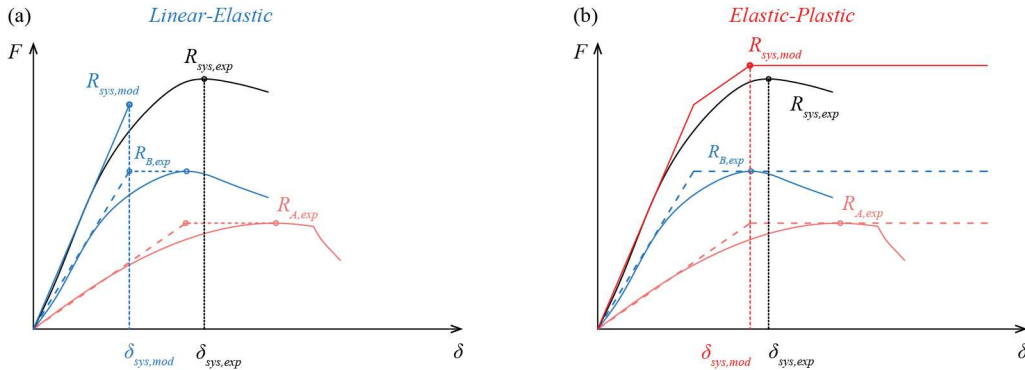 (a)
Linear-Elastic
F
R_sys,exp
R_sys,mod
R_B,exp
R_A,exp
δ_sys,mod
δ_sys,exp
δ
(b)
Elastic-Plastic
F
R_sys,mod
R_sys,exp
R_B,exp
R_A,exp
δ_sys,mod
δ_sys,exp
δ